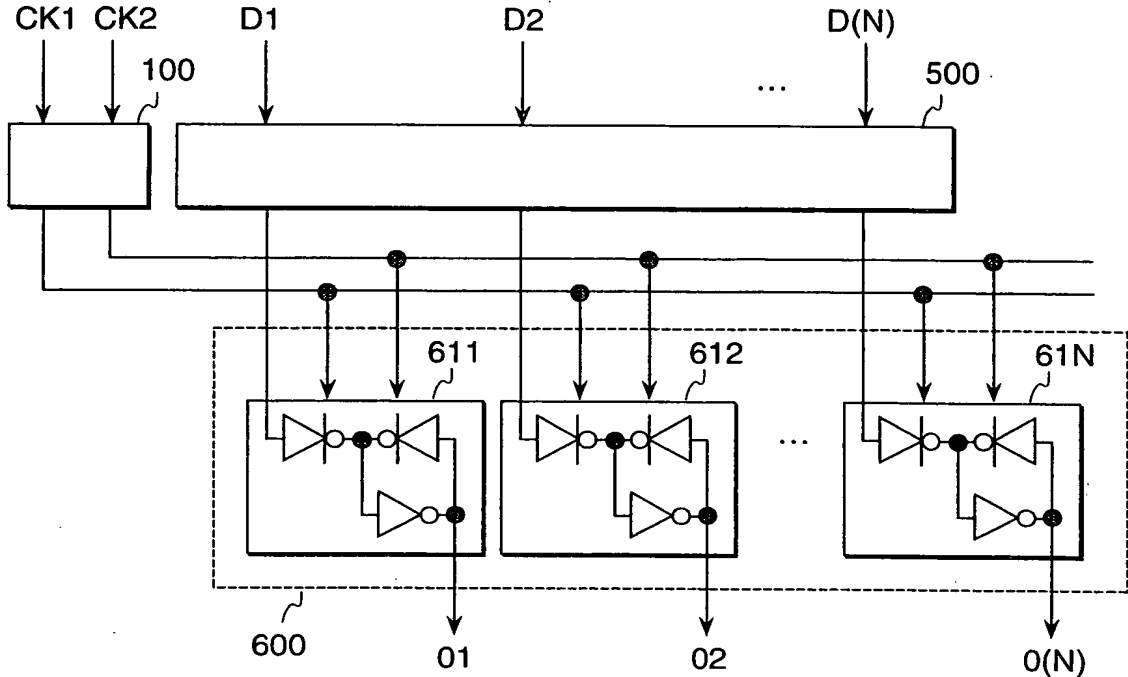 CK1 CK2 D1 D2 D(N)
100 ... 500
611 612 61N
...
600 01 02 0(N)